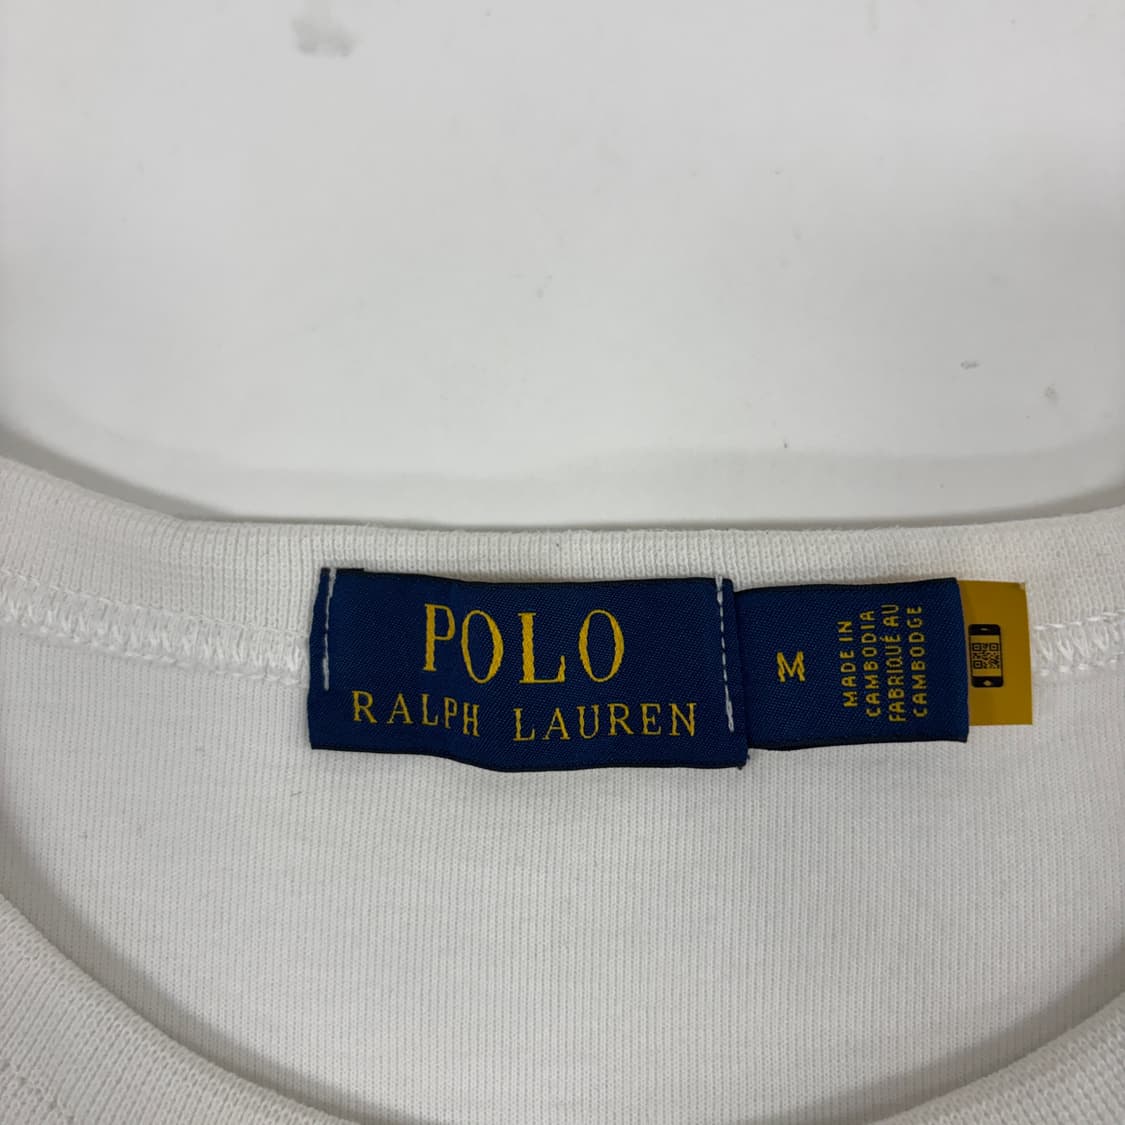 POLO
RALPH LAUREN
M
MADE IN
CAMBODIA
FABRIQUÉ AU
CAMBODGE